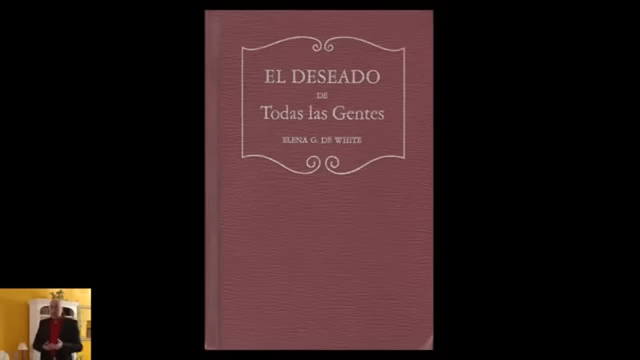 EL DESEADO
DE
Todas las Gentes
ELENA G. DE WHITE